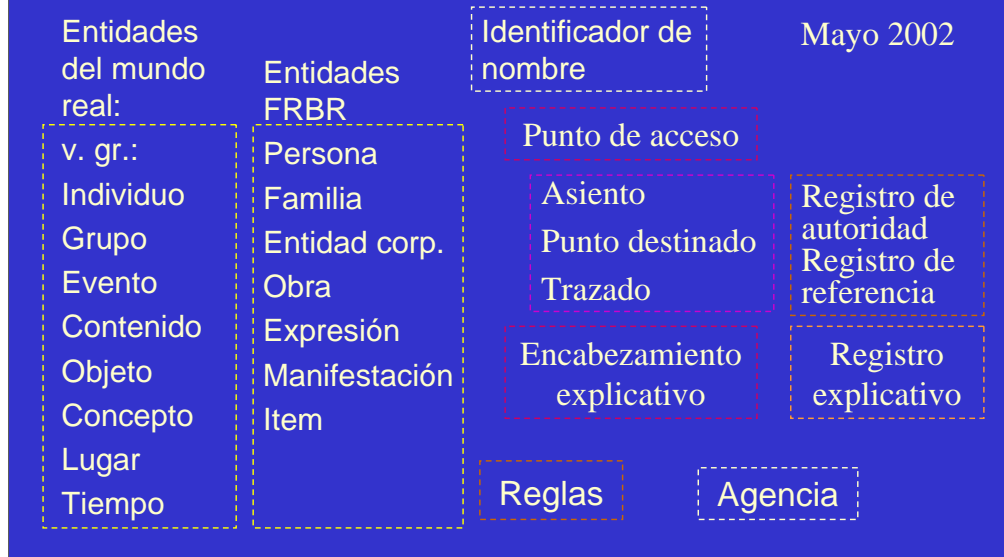 Entidades
del mundo
real:
v. gr.:
Individuo
Grupo
Evento
Contenido
Objeto
Concepto
Lugar
Tiempo
Entidades
FRBR
Persona
Familia
Entidad corp.
Obra
Expresión
Manifestación
Item
Identificador de
nombre
Mayo 2002
Punto de acceso
Asiento
Punto destinado
Trazado
Registro de
autoridad
Registro de
referencia
Encabezamiento
explicativo
Registro
explicativo
Reglas
Agencia